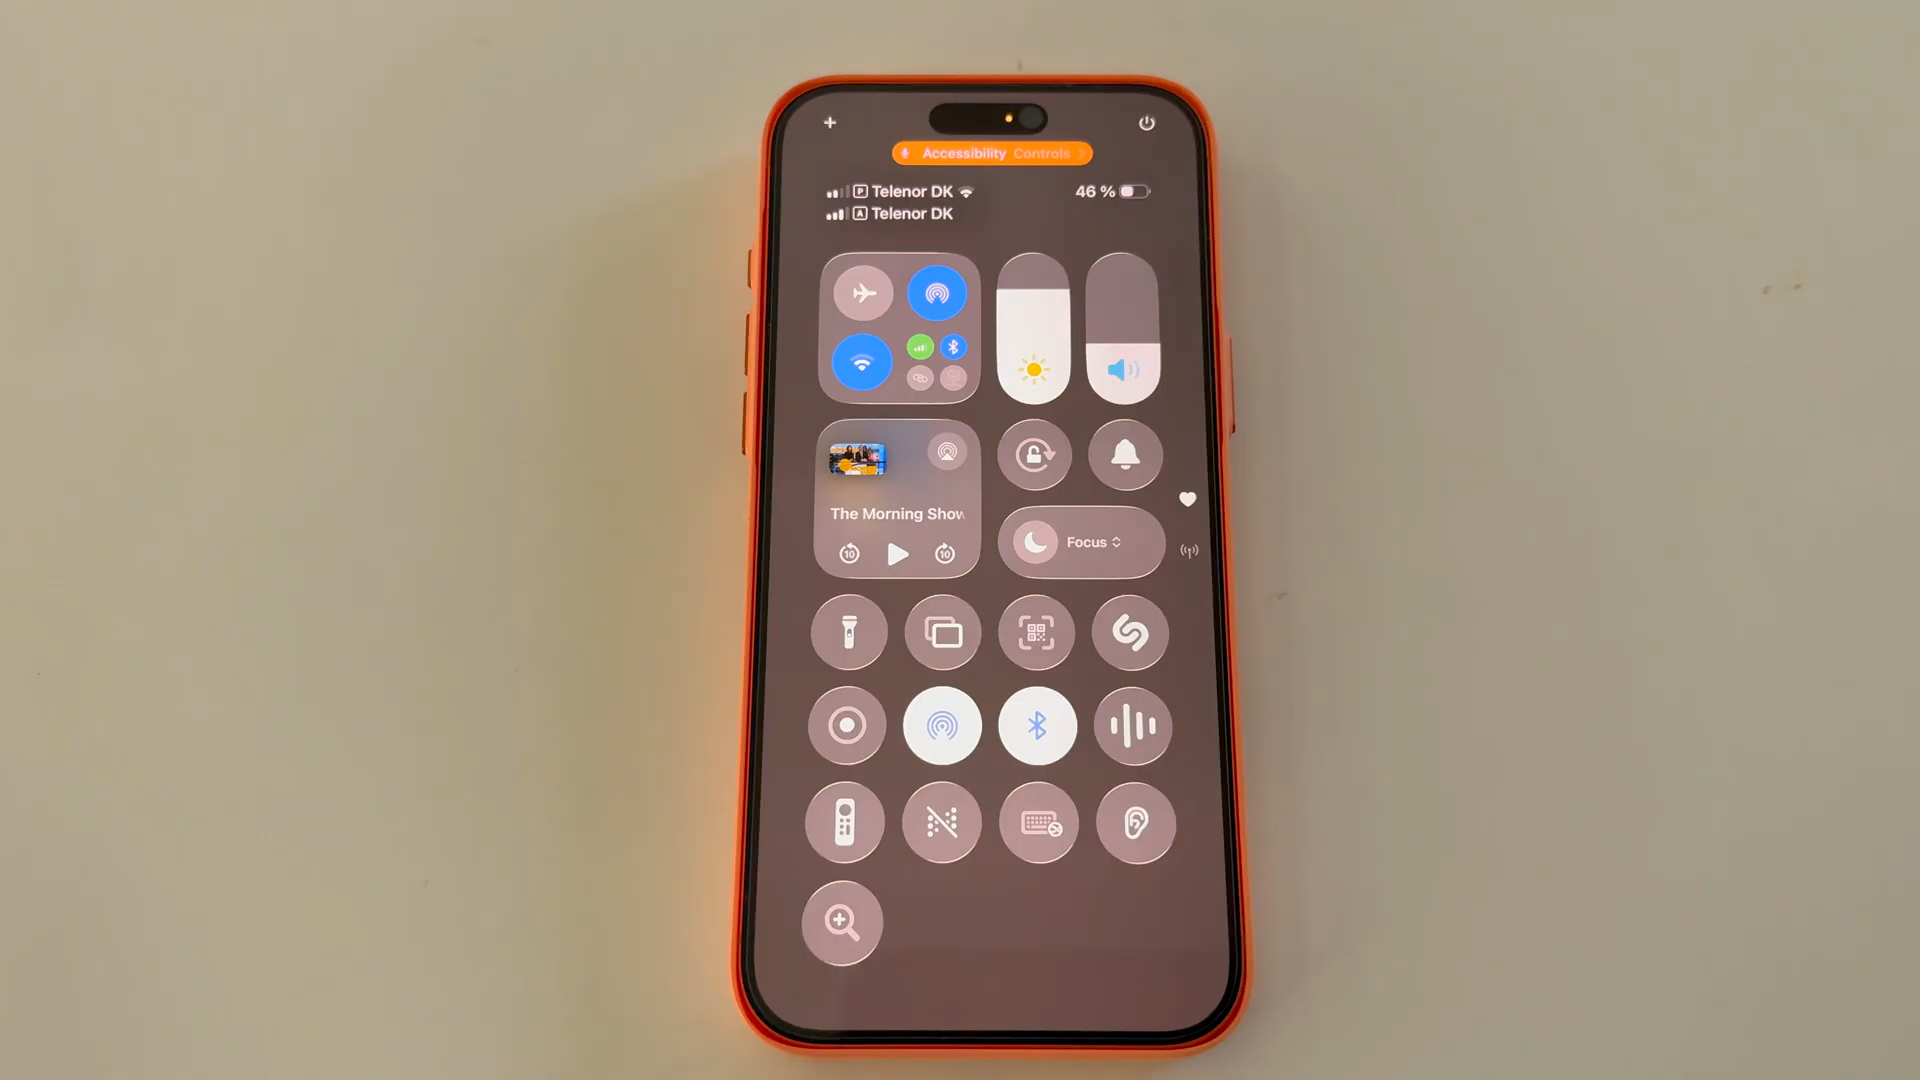 Accessibility Controls
P Telenor DK 46 %
A Telenor DK
The Morning Show
10 10
Focus